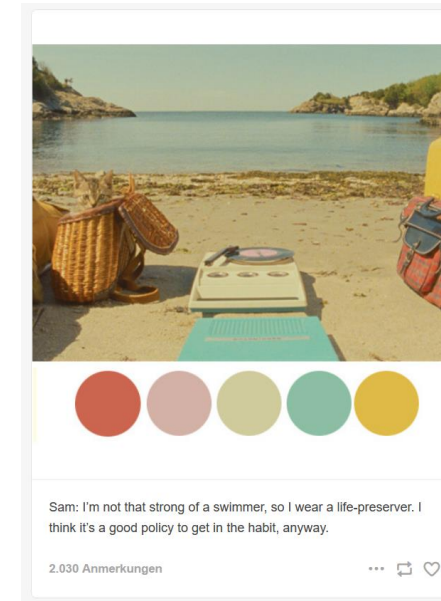 Sam: I’m not that strong of a swimmer, so I wear a life-preserver. I
think it’s a good policy to get in the habit, anyway.
2.030 Anmerkungen